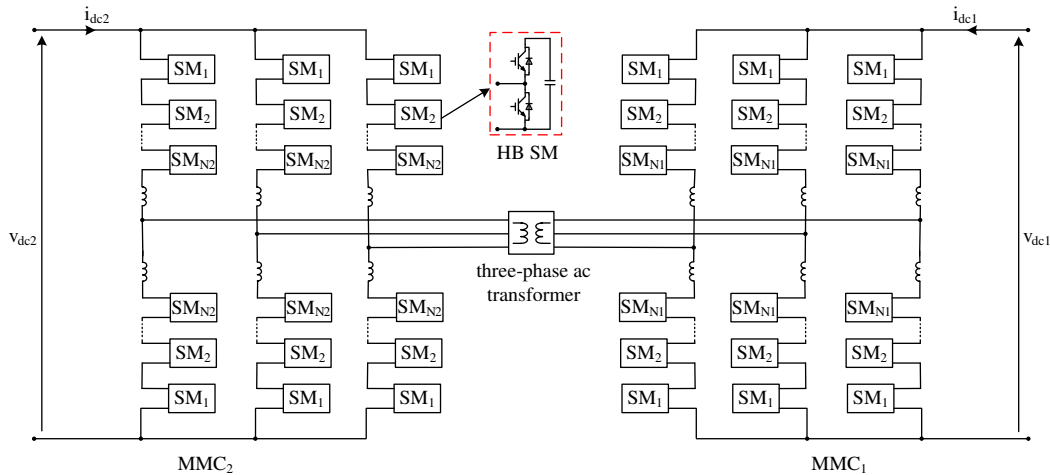 i_dc2
i_dc1
SM_1 SM_1 SM_1 SM_1 SM_1 SM_1
SM_2 SM_2 SM_2 SM_2 SM_2 SM_2
HB SM
SM_N2 SM_N2 SM_N2 SM_N1 SM_N1 SM_N1
v_dc2
v_dc1
three-phase ac
transformer
SM_N2 SM_N2 SM_N2 SM_N1 SM_N1 SM_N1
SM_2 SM_2 SM_2 SM_2 SM_2 SM_2
SM_1 SM_1 SM_1 SM_1 SM_1 SM_1
MMC_2
MMC_1